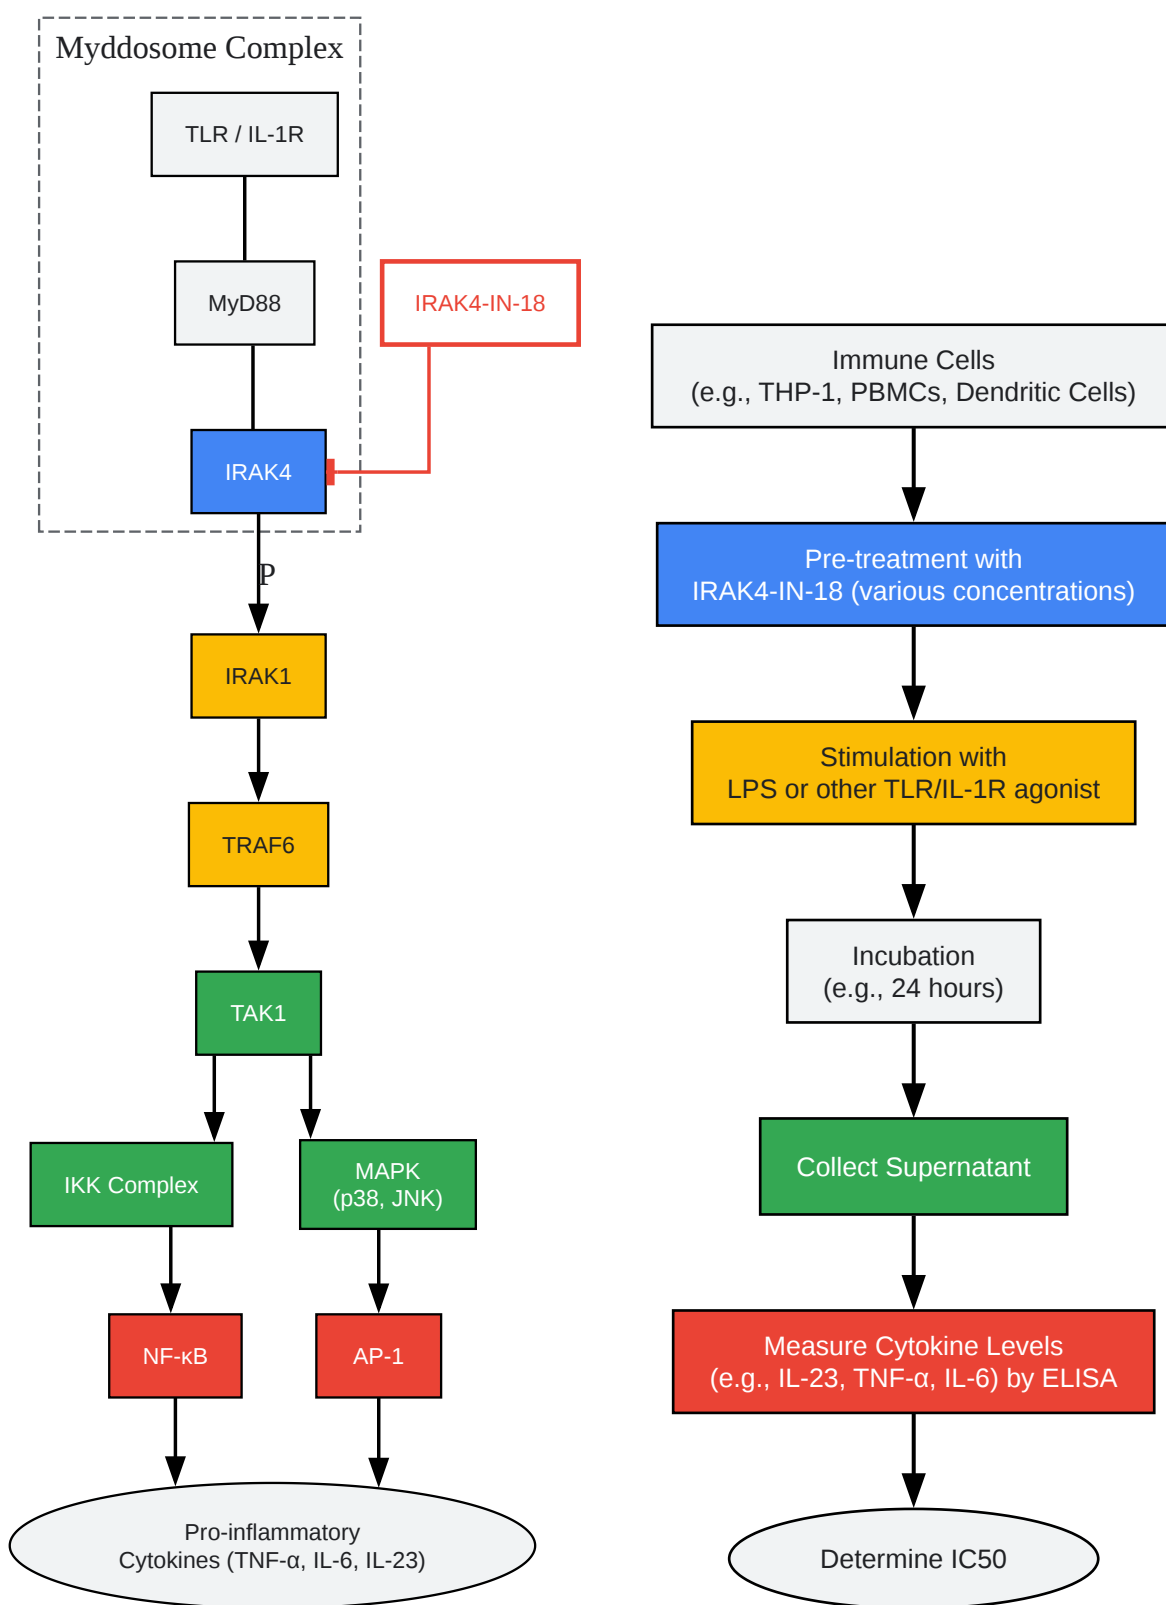 Myddosome Complex
TLR / IL-1R
MyD88
IRAK4-IN-18
IRAK4
P
IRAK1
TRAF6
TAK1
IKK Complex
MAPK
(p38, JNK)
NF-κB
AP-1
Pro-inflammatory
Cytokines (TNF-α, IL-6, IL-23)
Immune Cells
(e.g., THP-1, PBMCs, Dendritic Cells)
Pre-treatment with
IRAK4-IN-18 (various concentrations)
Stimulation with
LPS or other TLR/IL-1R agonist
Incubation
(e.g., 24 hours)
Collect Supernatant
Measure Cytokine Levels
(e.g., IL-23, TNF-α, IL-6) by ELISA
Determine IC50